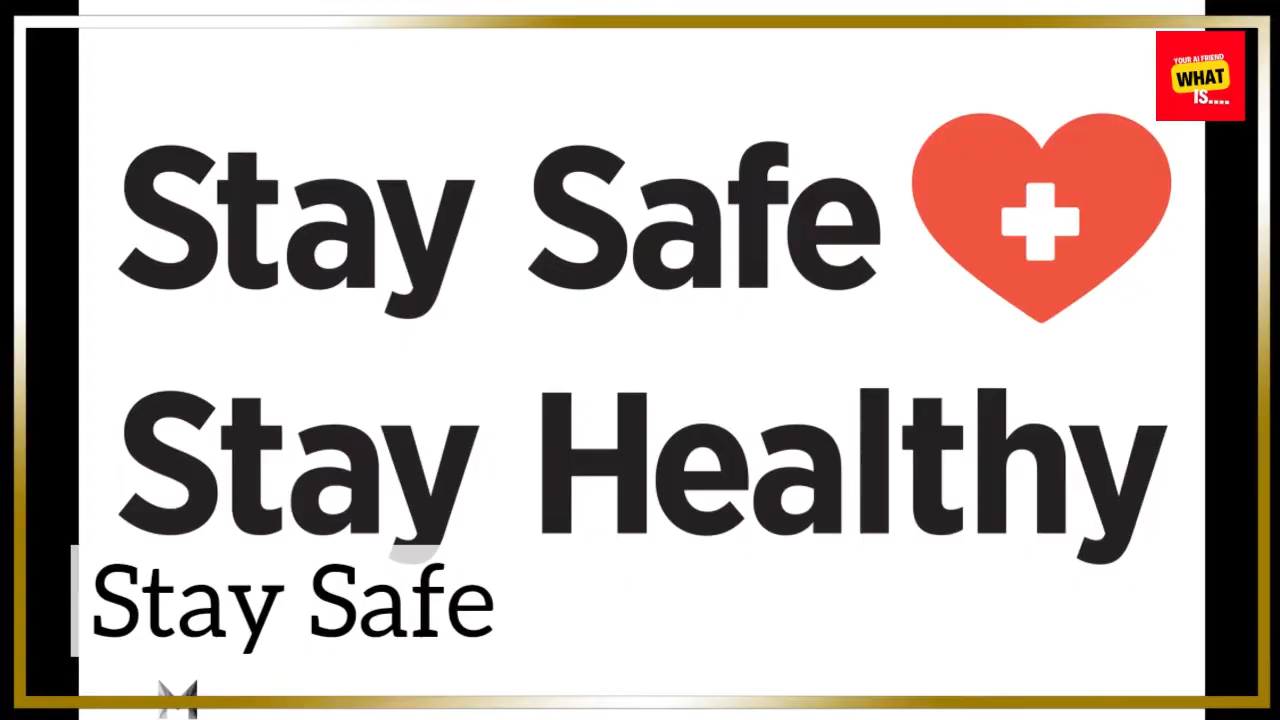 YOUR AI FRIEND
WHAT
IS....
Stay Safe
Stay Healthy
Stay Safe
M